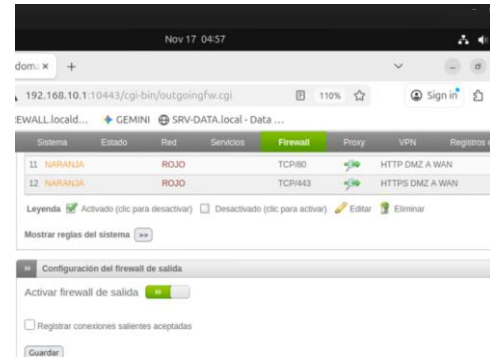 Nov 17 04:57
doma × +
192.168.10.1:10443/cgi-bin/outgoingfw.cgi 110% Sign in
EWALL.locald... GEMINI SRV-DATA.local - Data ...
Sistema Estado Red Servicios Firewall Proxy VPN Registros
11 NARANJA ROJO TCP/80 HTTP DMZ A WAN
12 NARANJA ROJO TCP/443 HTTPS DMZ A WAN
Leyenda Activado (clic para desactivar) Desactivado (clic para activar) Editar Eliminar
Mostrar reglas del sistema >>
>> Configuración del firewall de salida
Activar firewall de salida >>
Registrar conexiones salientes aceptadas
Guardar